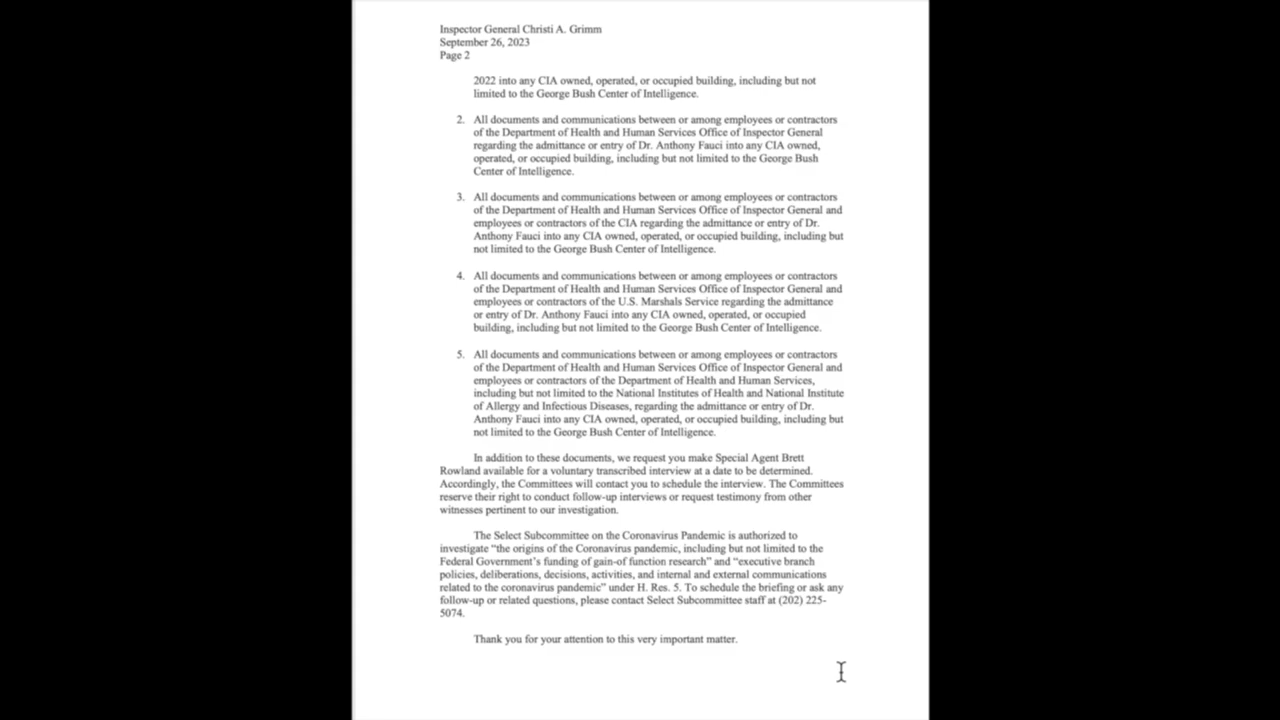 Inspector General Christi A. Grimm
September 26, 2023
Page 2
2022 into any CIA owned, operated, or occupied building, including but not
limited to the George Bush Center of Intelligence.
2. All documents and communications between or among employees or contractors
of the Department of Health and Human Services Office of Inspector General
regarding the admittance or entry of Dr. Anthony Fauci into any CIA owned,
operated, or occupied building, including but not limited to the George Bush
Center of Intelligence.
3. All documents and communications between or among employees or contractors
of the Department of Health and Human Services Office of Inspector General and
employees or contractors of the CIA regarding the admittance or entry of Dr.
Anthony Fauci into any CIA owned, operated, or occupied building, including but
not limited to the George Bush Center of Intelligence.
4. All documents and communications between or among employees or contractors
of the Department of Health and Human Services Office of Inspector General and
employees or contractors of the U.S. Marshals Service regarding the admittance
or entry of Dr. Anthony Fauci into any CIA owned, operated, or occupied
building, including but not limited to the George Bush Center of Intelligence.
5. All documents and communications between or among employees or contractors
of the Department of Health and Human Services Office of Inspector General and
employees or contractors of the Department of Health and Human Services,
including but not limited to the National Institutes of Health and National Institute
of Allergy and Infectious Diseases, regarding the admittance or entry of Dr.
Anthony Fauci into any CIA owned, operated, or occupied building, including but
not limited to the George Bush Center of Intelligence.
In addition to these documents, we request you make Special Agent Brett
Rowland available for a voluntary transcribed interview at a date to be determined.
Accordingly, the Committees will contact you to schedule the interview. The Committees
reserve their right to conduct follow-up interviews or request testimony from other
witnesses pertinent to our investigation.
The Select Subcommittee on the Coronavirus Pandemic is authorized to
investigate “the origins of the Coronavirus pandemic, including but not limited to the
Federal Government’s funding of gain-of function research” and “executive branch
policies, deliberations, decisions, activities, and internal and external communications
related to the coronavirus pandemic” under H. Res. 5. To schedule the briefing or ask any
follow-up or related questions, please contact Select Subcommittee staff at (202) 225-
5074.
Thank you for your attention to this very important matter.